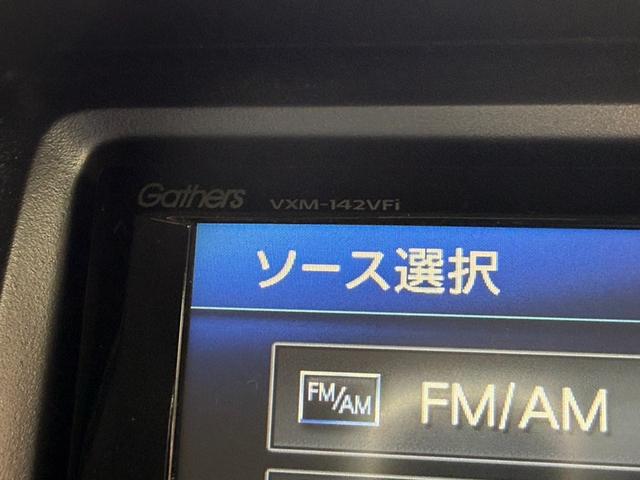 Gathers VXM-142VFi
ソース選択
FM/AM FM/AM